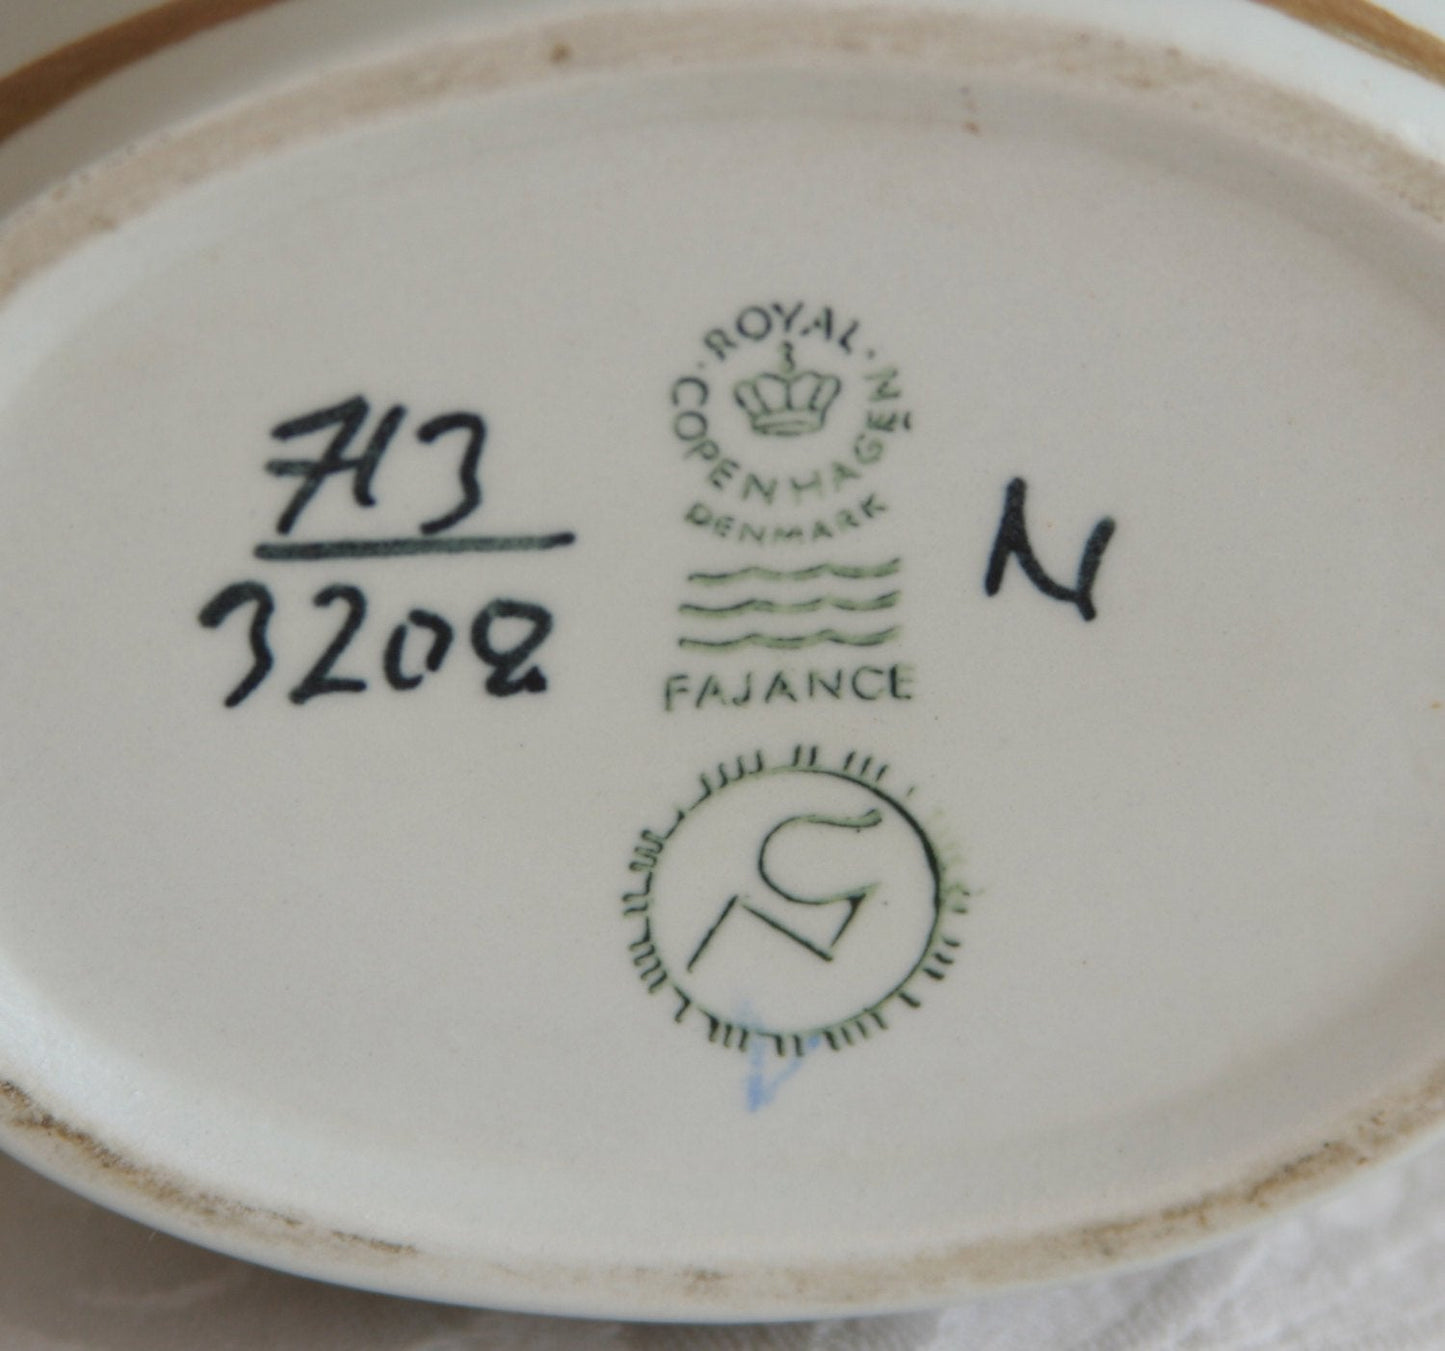 713
3208
ROYAL
COPENHAGEN
DENMARK
FAJANCE
N